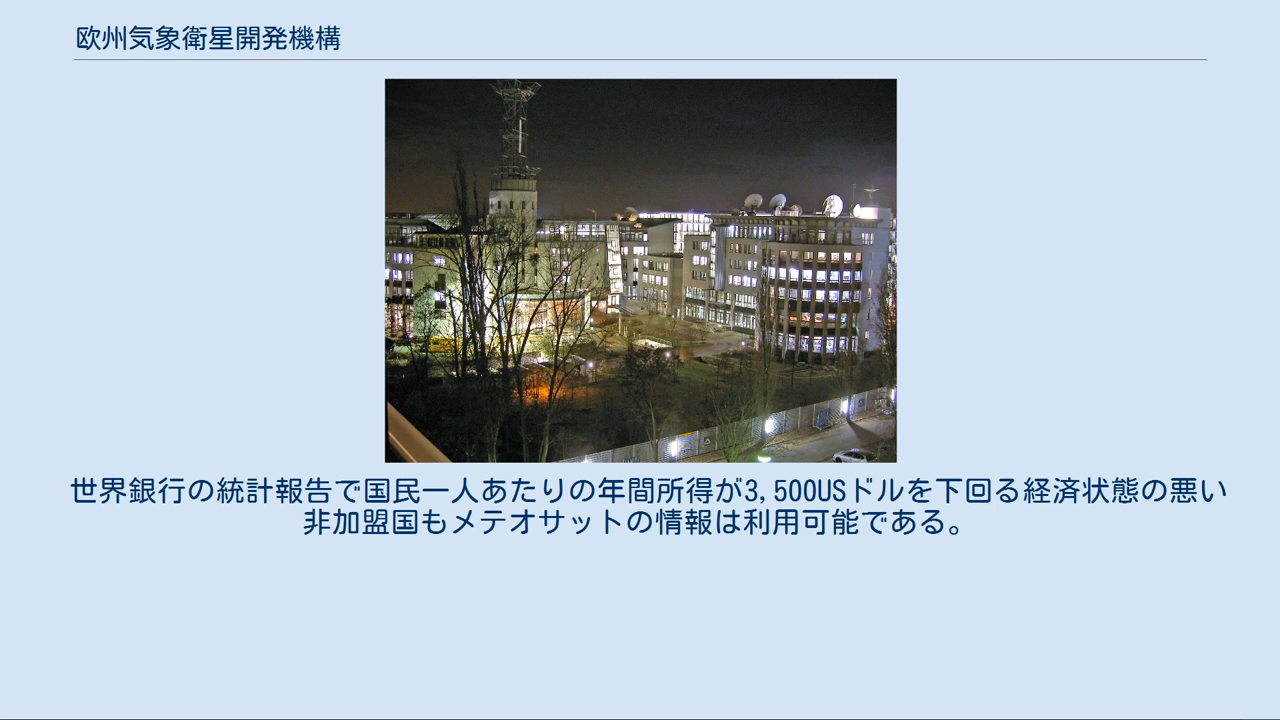 欧州気象衛星開発機構
世界銀行の統計報告で国民一人あたりの年間所得が3,500USドルを下回る経済状態の悪い
非加盟国もメテオサットの情報は利用可能である。